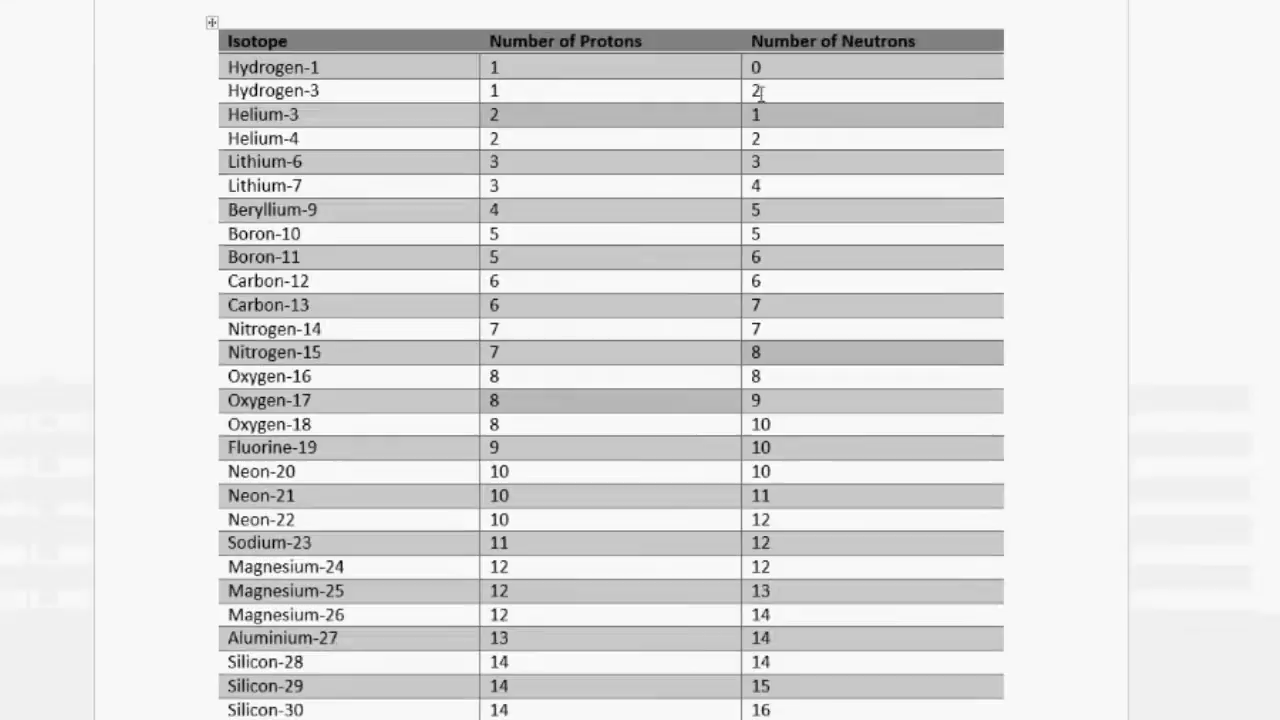 Isotope Number of Protons Number of Neutrons
Hydrogen-1 1 0
Hydrogen-3 1 2
Helium-3 2 1
Helium-4 2 2
Lithium-6 3 3
Lithium-7 3 4
Beryllium-9 4 5
Boron-10 5 5
Boron-11 5 6
Carbon-12 6 6
Carbon-13 6 7
Nitrogen-14 7 7
Nitrogen-15 7 8
Oxygen-16 8 8
Oxygen-17 8 9
Oxygen-18 8 10
Fluorine-19 9 10
Neon-20 10 10
Neon-21 10 11
Neon-22 10 12
Sodium-23 11 12
Magnesium-24 12 12
Magnesium-25 12 13
Magnesium-26 12 14
Aluminium-27 13 14
Silicon-28 14 14
Silicon-29 14 15
Silicon-30 14 16